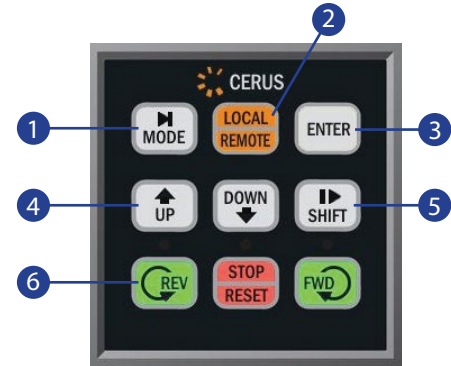 2
CERUS
1
MODE
LOCAL
REMOTE
ENTER
3
4
UP
DOWN
SHIFT
5
6
REV
STOP
RESET
FWD